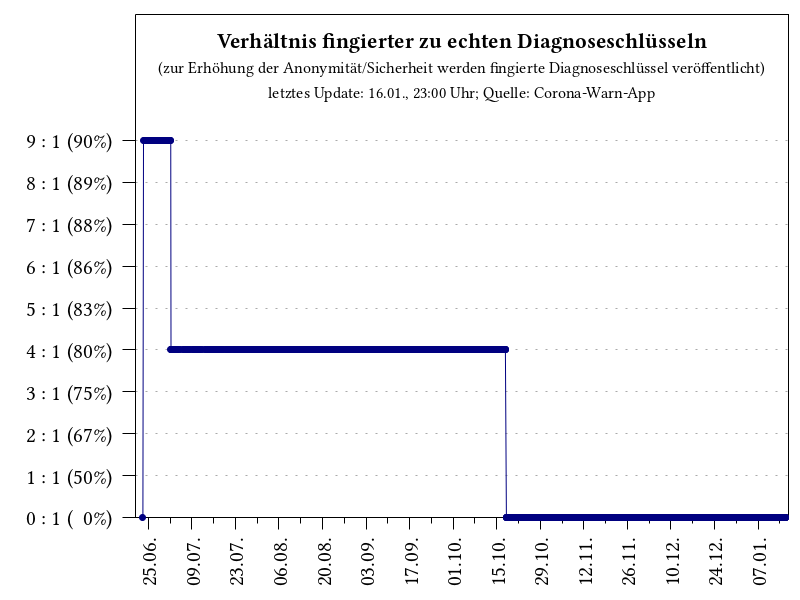 Verhältnis fingierter zu echten Diagnoseschlüsseln
(zur Erhöhung der Anonymität/Sicherheit werden fingierte Diagnoseschlüssel veröffentlicht)
letztes Update: 16.01., 23:00 Uhr; Quelle: Corona-Warn-App
9 : 1 (90%)
8 : 1 (89%)
7 : 1 (88%)
6 : 1 (86%)
5 : 1 (83%)
4 : 1 (80%)
3 : 1 (75%)
2 : 1 (67%)
1 : 1 (50%)
0 : 1 ( 0%)
25.06.
09.07.
23.07.
06.08.
20.08.
03.09.
17.09.
01.10.
15.10.
29.10.
12.11.
26.11.
10.12.
24.12.
07.01.